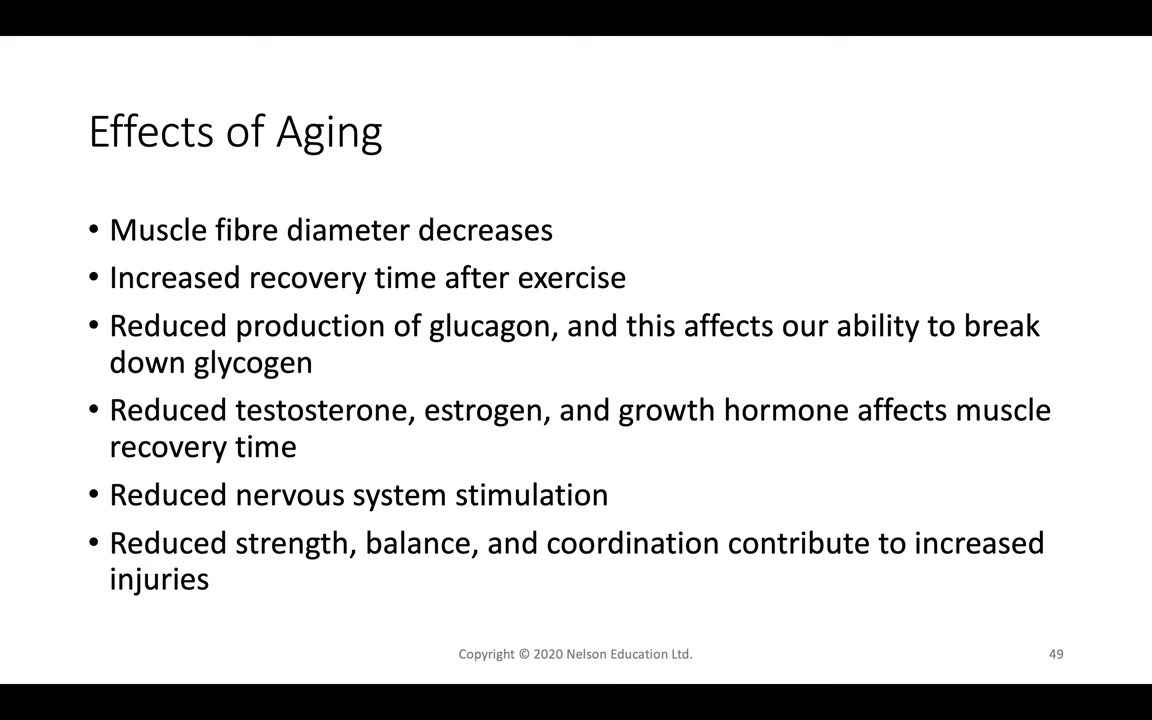 Effects of Aging
• Muscle fibre diameter decreases
• Increased recovery time after exercise
• Reduced production of glucagon, and this affects our ability to break
down glycogen
• Reduced testosterone, estrogen, and growth hormone affects muscle
recovery time
• Reduced nervous system stimulation
• Reduced strength, balance, and coordination contribute to increased
injuries
Copyright © 2020 Nelson Education Ltd.
49